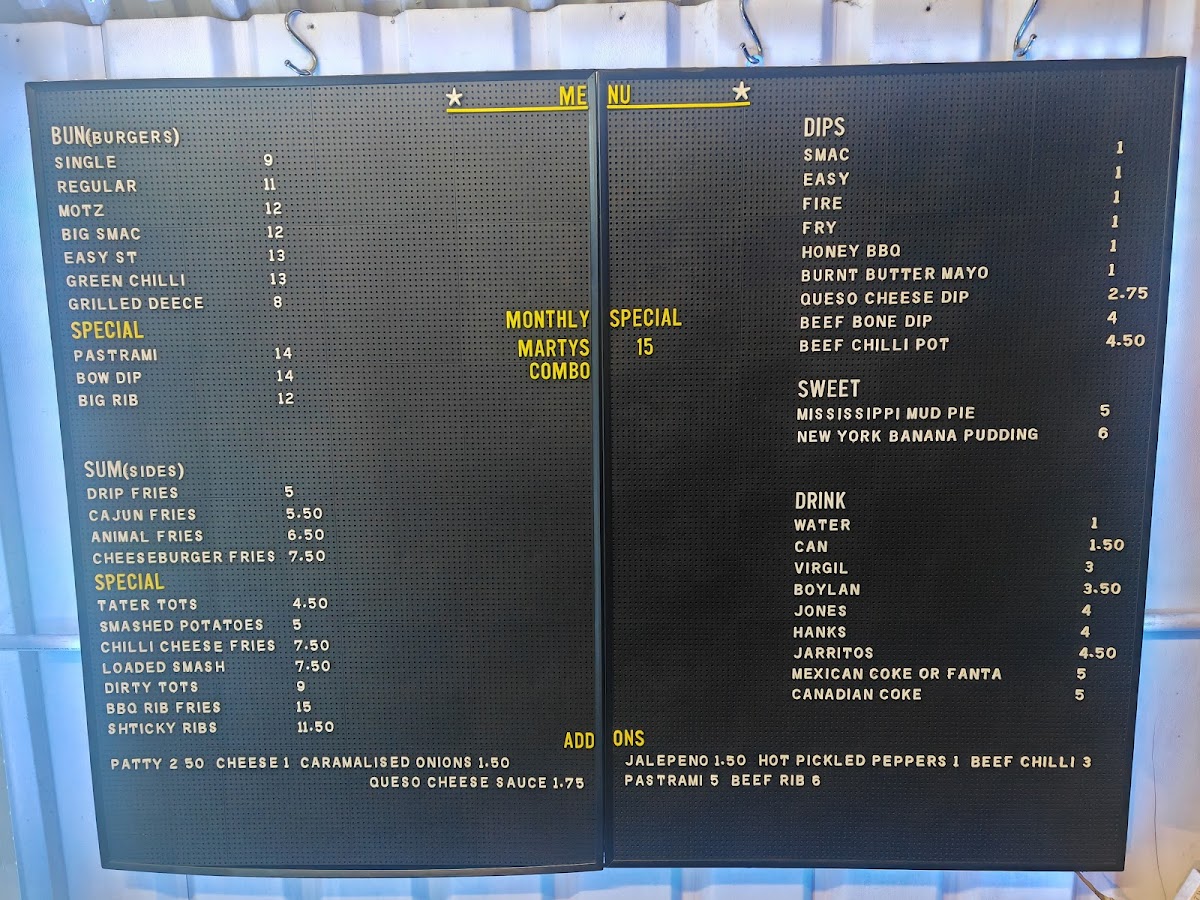 ★ MENU ★
BUN(BURGERS)
SINGLE 9
REGULAR 11
MOTZ 12
BIG SMAC 12
EASY ST 13
GREEN CHILLI 13
GRILLED DEECE 8
SPECIAL
PASTRAMI 14
BOW DIP 14
BIG RIB 12
SUM(SIDES)
DRIP FRIES 5
CAJUN FRIES 5.50
ANIMAL FRIES 6.50
CHEESEBURGER FRIES 7.50
SPECIAL
TATER TOTS 4.50
SMASHED POTATOES 5
CHILLI CHEESE FRIES 7.50
LOADED SMASH 7.50
DIRTY TOTS 9
BBQ RIB FRIES 15
SHTICKY RIBS 11.50
MONTHLY SPECIAL
MARTYS 15
COMBO
DIPS
SMAC 1
EASY 1
FIRE 1
FRY 1
HONEY BBQ 1
BURNT BUTTER MAYO 1
QUESO CHEESE DIP 2.75
BEEF BONE DIP 4
BEEF CHILLI POT 4.50
SWEET
MISSISSIPPI MUD PIE 5
NEW YORK BANANA PUDDING 6
DRINK
WATER 1
CAN 1.50
VIRGIL 3
BOYLAN 3.50
JONES 4
HANKS 4
JARRITOS 4.50
MEXICAN COKE OR FANTA 5
CANADIAN COKE 5
ADD ONS
PATTY 2 50 CHEESE 1 CARAMALISED ONIONS 1.50 JALEPENO 1.50 HOT PICKLED PEPPERS 1 BEEF CHILLI 3
QUESO CHEESE SAUCE 1.75 PASTRAMI 5 BEEF RIB 6